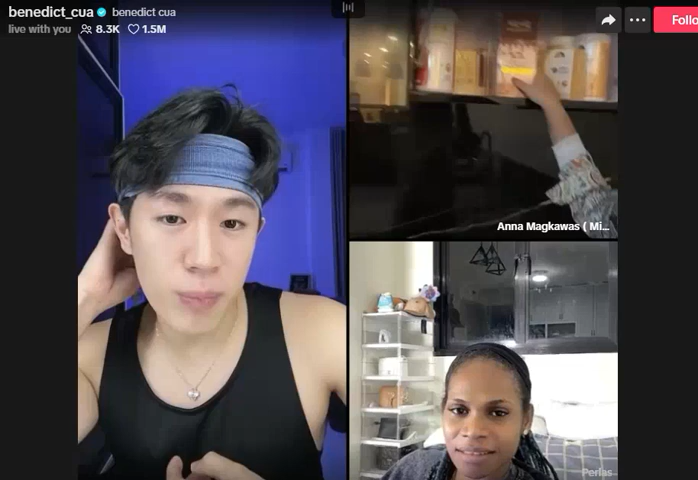 benedict_cua benedict cua
live with you 8.3K 1.5M
Follo
Anna Magkawas ( Mi...
Perlas